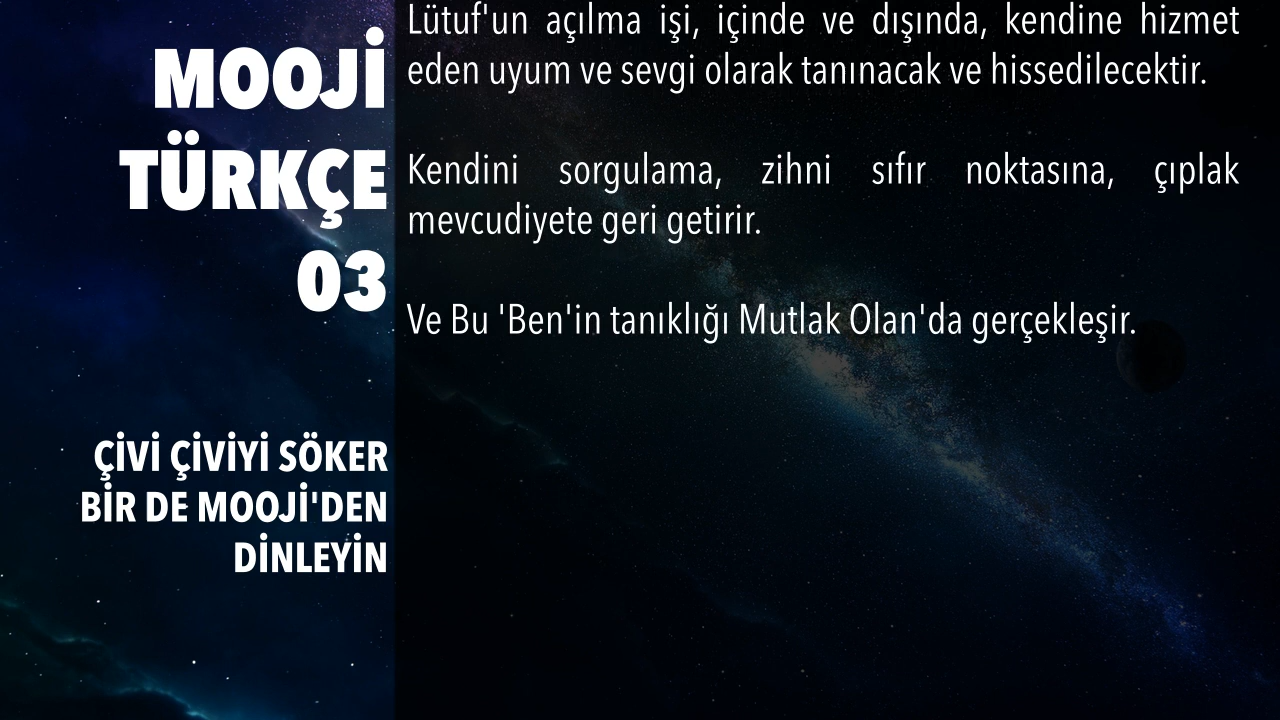 MOOJİ
TÜRKÇE
03
ÇİVİ ÇİVİYİ SÖKER
BİR DE MOOJİ'DEN
DİNLEYİN
Lütuf'un açılma işi, içinde ve dışında, kendine hizmet
eden uyum ve sevgi olarak tanınacak ve hissedilecektir.
Kendini sorgulama, zihni sıfır noktasına, çıplak
mevcudiyete geri getirir.
Ve Bu 'Ben'in tanıklığı Mutlak Olan'da gerçekleşir.